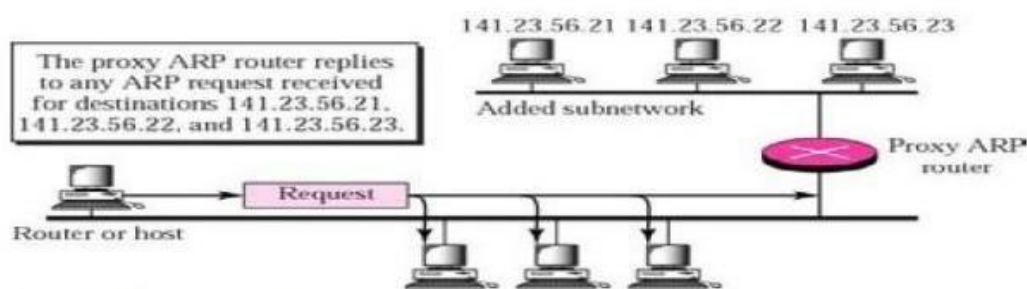 141.23.56.21 141.23.56.22 141.23.56.23
The proxy ARP router replies
to any ARP request received
for destinations 141.23.56.21,
141.23.56.22, and 141.23.56.23.
Added subnetwork
Proxy ARP
router
Request
Router or host